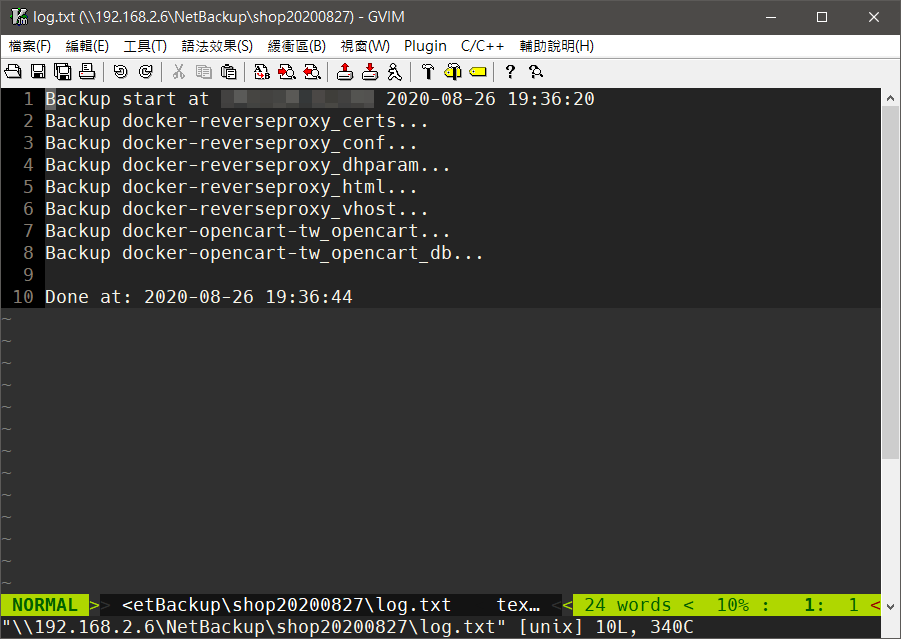 log.txt (\\192.168.2.6\NetBackup\shop20200827) - GVIM
檔案(F) 編輯(E) 工具(T) 語法效果(S) 緩衝區(B) 視窗(W) Plugin C/C++ 輔助說明(H)
1 Backup start at 2020-08-26 19:36:20
2 Backup docker-reverseproxy_certs...
3 Backup docker-reverseproxy_conf...
4 Backup docker-reverseproxy_dhparam...
5 Backup docker-reverseproxy_html...
6 Backup docker-reverseproxy_vhost...
7 Backup docker-opencart-tw_opencart...
8 Backup docker-opencart-tw_opencart_db...
9
10 Done at: 2020-08-26 19:36:44
~
~
~
~
~
~
~
~
~
~
~
~
~
NORMAL >> <etBackup\shop20200827\log.txt tex… << 24 words < 10% : 1: 1 <
"\\192.168.2.6\NetBackup\shop20200827\log.txt" [unix] 10L, 340C